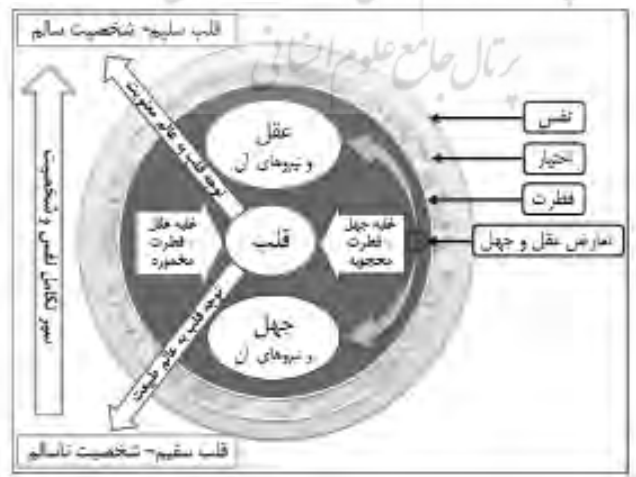 قلب سلیم- شخصیت سالم
پرتال جامع علوم انسانی
توجه قلب به عالم معنویت
عقل
و نیروهای آن
نفس
اختیار
فطرت
تعارض عقل و جهل
غلبه جهل
فطرت
محجوبه
قلب
غلبه عقل
فطرت
مخموره
سیر تکامل نفس و شخصیت
جهل
و نیروهای آن
توجه قلب به عالم طبیعت
قلب سقیم- شخصیت ناسالم